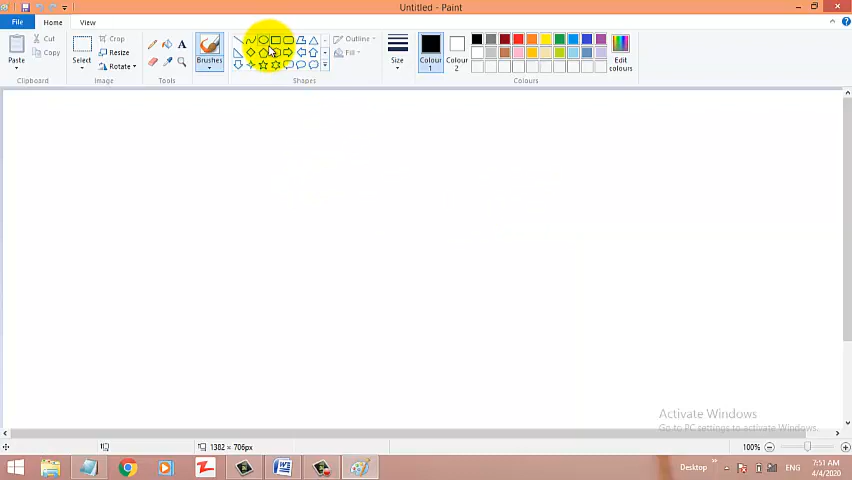 Untitled - Paint
File
Home
View
Paste
Cut
Copy
Clipboard
Select
Crop
Resize
Rotate
Image
A
Tools
Brushes
Shapes
Outline
Fill
Size
Colour 1
Colour 2
Edit colours
Colours
Activate Windows
Go to PC settings to activate Windows.
1382 × 706px
100%
Desktop
ENG
7:51 AM
4/4/2020